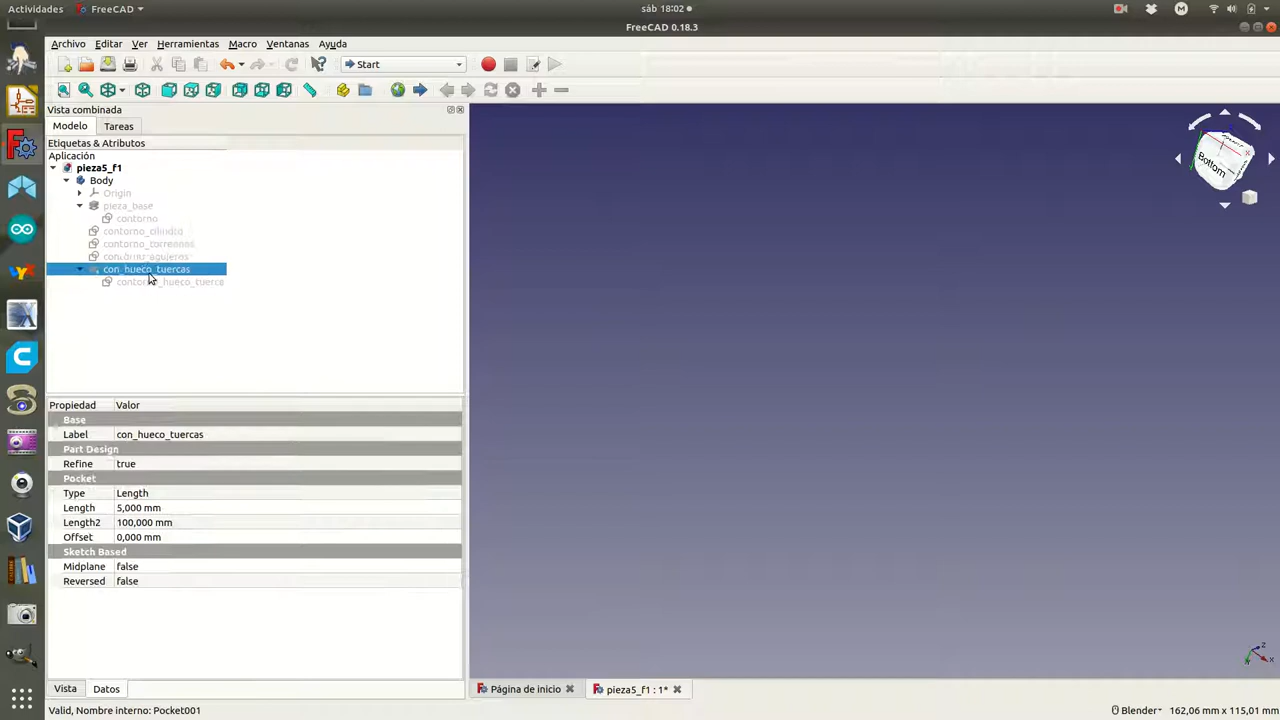 Actividades FreeCAD sáb 18:02
FreeCAD 0.18.3
Archivo Editar Ver Herramientas Macro Ventanas Ayuda
Start
Vista combinada
Modelo Tareas
Etiquetas & Atributos
Aplicación
pieza5_f1
Body
Origin
pieza_base
contorno
contorno_cilindro
contorno_torreones
con_hueco_tuercas
Propiedad Valor
Base
Label con_hueco_tuercas
Part Design
Refine true
Pocket
Type Length
Length 5,000 mm
Length2 100,000 mm
Offset 0,000 mm
Sketch Based
Midplane false
Reversed false
Bottom
Z
X
Vista Datos
Página de inicio pieza5_f1 : 1*
Valid, Nombre interno: Pocket001 Blender 162,06 mm x 115,01 mm